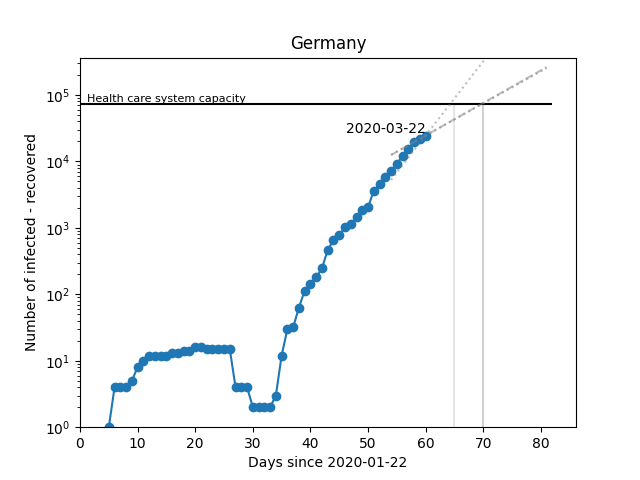 Germany
Number of infected - recovered
10^5
10^4
10^3
10^2
10^1
10^0
Health care system capacity
2020-03-22
0 10 20 30 40 50 60 70 80
Days since 2020-01-22